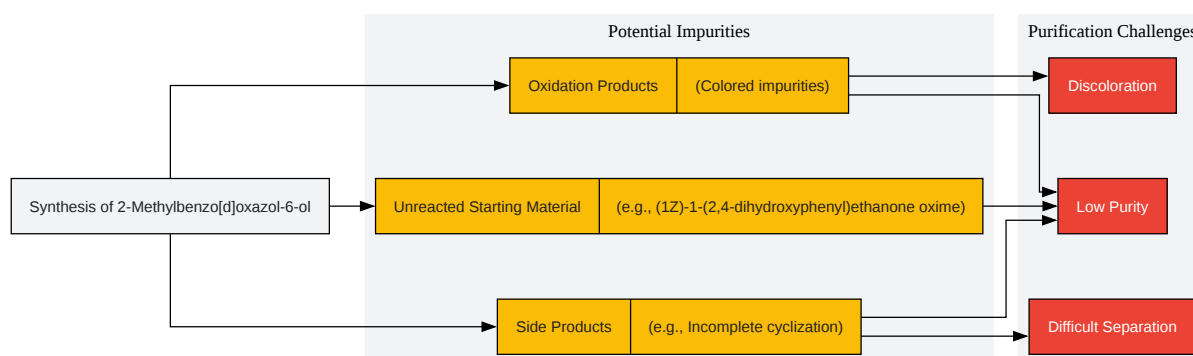 Potential Impurities
Purification Challenges
Oxidation Products
(Colored impurities)
Discoloration
Synthesis of 2-Methylbenzo[d]oxazol-6-ol
Unreacted Starting Material
(e.g., (1Z)-1-(2,4-dihydroxyphenyl)ethanone oxime)
Low Purity
Side Products
(e.g., Incomplete cyclization)
Difficult Separation